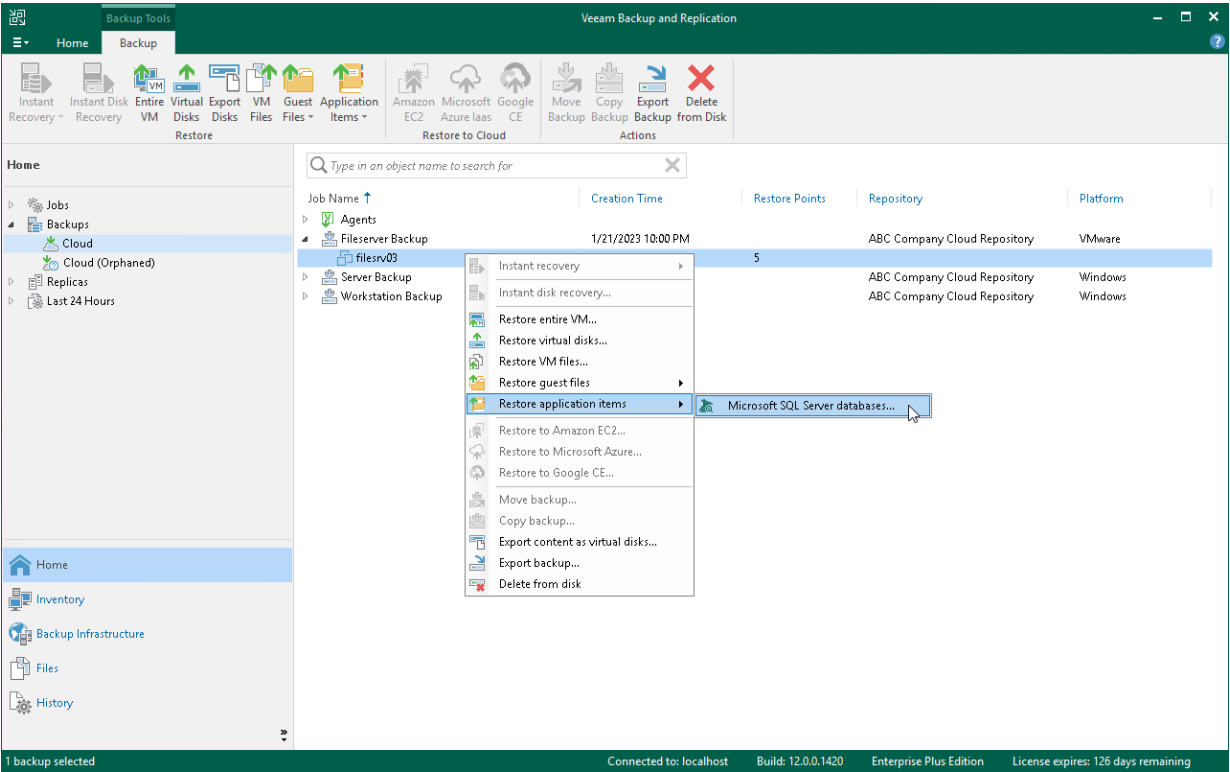 Backup Tools
Veeam Backup and Replication
Home Backup
Instant Recovery
Instant Disk Recovery
Entire VM
Virtual Disks
Export Disks
VM Files
Guest Files
Application Items
Amazon EC2
Microsoft Azure Iaas
Google CE
Move Backup
Copy Backup
Export Backup
Delete from Disk
Restore
Restore to Cloud
Actions
Home
Type in an object name to search for
Jobs
Backups
Cloud
Cloud (Orphaned)
Replicas
Last 24 Hours
Job Name Creation Time Restore Points Repository Platform
Agents
Fileserver Backup 1/21/2023 10:00 PM ABC Company Cloud Repository VMware
filesrv03 5
Server Backup ABC Company Cloud Repository Windows
Workstation Backup ABC Company Cloud Repository Windows
Instant recovery
Instant disk recovery...
Restore entire VM...
Restore virtual disks...
Restore VM files...
Restore guest files
Restore application items
Microsoft SQL Server databases...
Restore to Amazon EC2...
Restore to Microsoft Azure...
Restore to Google CE...
Move backup...
Copy backup...
Export content as virtual disks...
Export backup...
Delete from disk
Home
Inventory
Backup Infrastructure
Files
History
1 backup selected
Connected to: localhost
Build: 12.0.0.1420
Enterprise Plus Edition
License expires: 126 days remaining